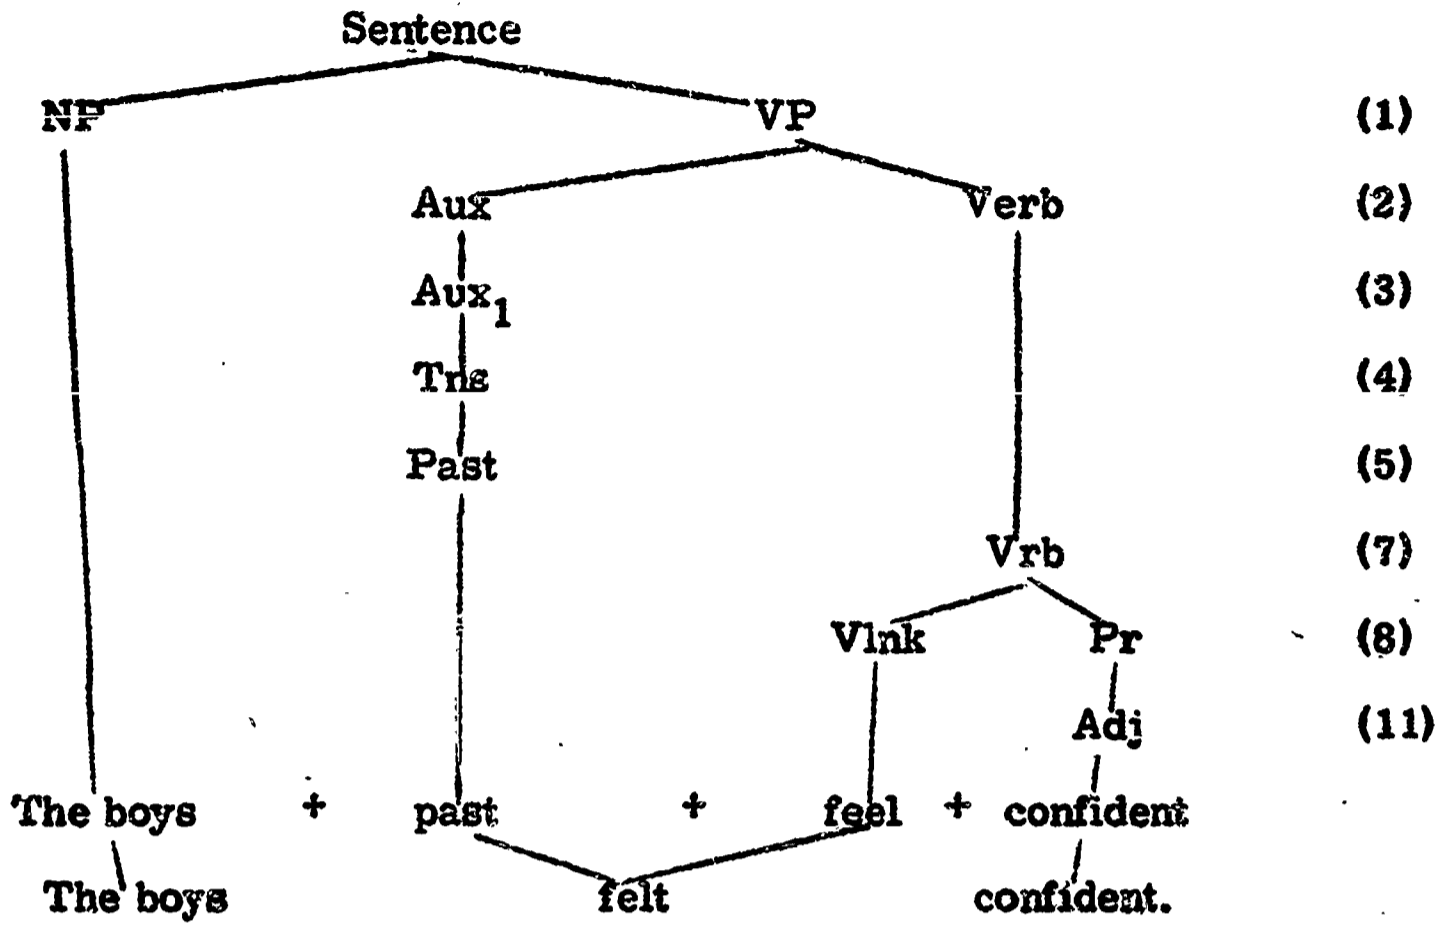 Sentence
NP VP (1)
Aux Verb (2)
Aux1 (3)
Tns (4)
Past (5)
Vrb (7)
Vlnk Pr (8)
Adj (11)
The boys + past + feel + confident
The boys felt confident.